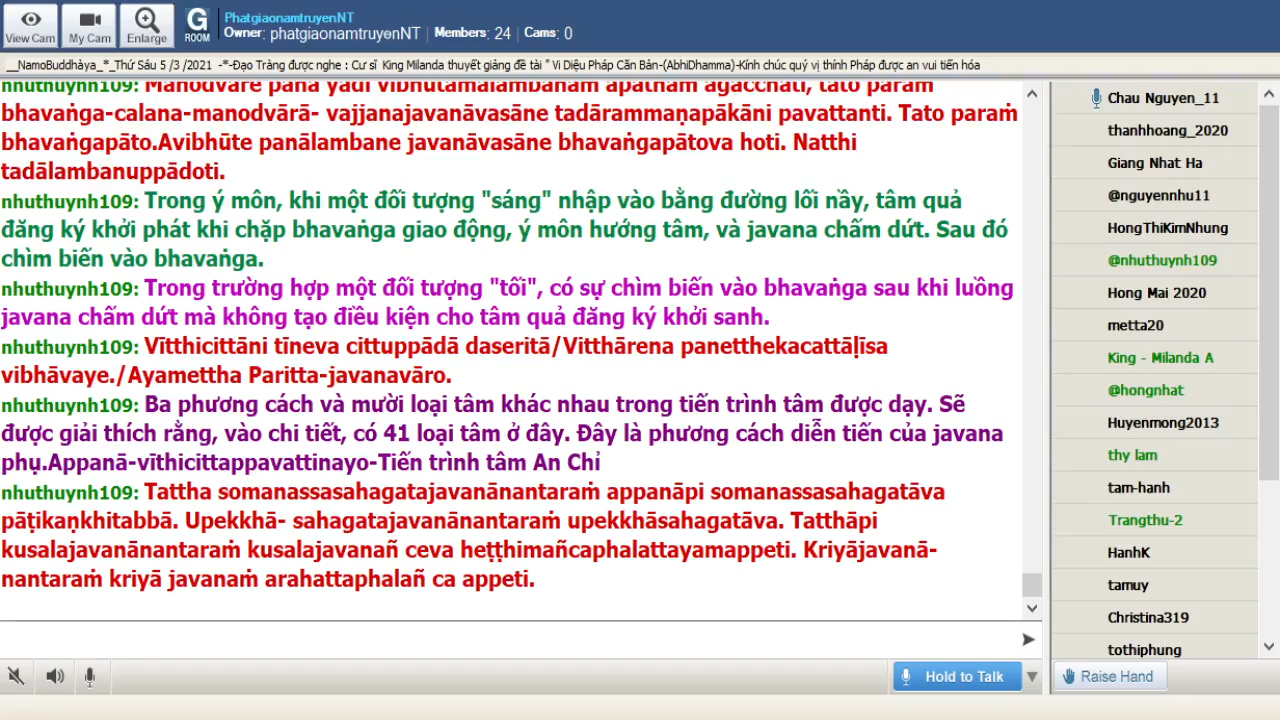 PhatgiaonamtruyenNT
Owner: phatgiaonamtruyenNT | Members: 24 | Cams: 0
View Cam
My Cam
Enlarge
G
ROOM
__NamoBuddhàya_*_Thứ Sáu 5 /3 /2021 -*-Đạo Tràng được nghe : Cư sĩ King Milanda thuyết giảng đề tài " Vi Diệu Pháp Căn Bản-(AbhiDhamma)-Kính chúc quý vị thính Pháp được an vui tiến hóa
nhuthuynh109: Manodvāre pana yadi vibhūtamālambanaṁ āpāthaṁ āgacchati, tato paraṁ
bhavaṅga-calana-manodvārā- vajjanajavanāvasāne tadārammaṇapākāni pavattanti. Tato paraṁ
bhavaṅgapāto.Avibhūte panālambane javanāvasāne bhavaṅgapātova hoti. Natthi
tadālambanuppādoti.
nhuthuynh109: Trong ý môn, khi một đối tượng "sáng" nhập vào bằng đường lối nầy, tâm quả
đăng ký khởi phát khi chặp bhavaṅga giao động, ý môn hướng tâm, và javana chấm dứt. Sau đó
chìm biến vào bhavaṅga.
nhuthuynh109: Trong trường hợp một đối tượng "tối", có sự chìm biến vào bhavaṅga sau khi luồng
javana chấm dứt mà không tạo điều kiện cho tâm quả đăng ký khởi sanh.
nhuthuynh109: Vītthicittāni tīneva cittuppādā daseritā/Vitthārena panetthekacattāḷīsa
vibhāvaye./Ayamettha Paritta-javanavāro.
nhuthuynh109: Ba phương cách và mười loại tâm khác nhau trong tiến trình tâm được dạy. Sẽ
được giải thích rằng, vào chi tiết, có 41 loại tâm ở đây. Đây là phương cách diễn tiến của javana
phụ.Appanā-vīthicittappavattinayo-Tiến trình tâm An Chỉ
nhuthuynh109: Tattha somanassasahagatajavanānantaraṁ appanāpi somanassasahagatāva
pāṭikaṇkhitabbā. Upekkhā- sahagatajavanānantaraṁ upekkhāsahagatāva. Tatthāpi
kusalajavanānantaraṁ kusalajavanañ ceva heṭṭhimañcaphalattayamappeti. Kriyājavanā-
nantaraṁ kriyā javanaṁ arahattaphalañ ca appeti.
Chau Nguyen_11
thanhhoang_2020
Giang Nhat Ha
@nguyennhu11
HongThiKimNhung
@nhuthuynh109
Hong Mai 2020
metta20
King - Milanda A
@hongnhat
Huyenmong2013
thy lam
tam-hanh
Trangthu-2
HanhK
tamuy
Christina319
tothiphung
Hold to Talk
Raise Hand